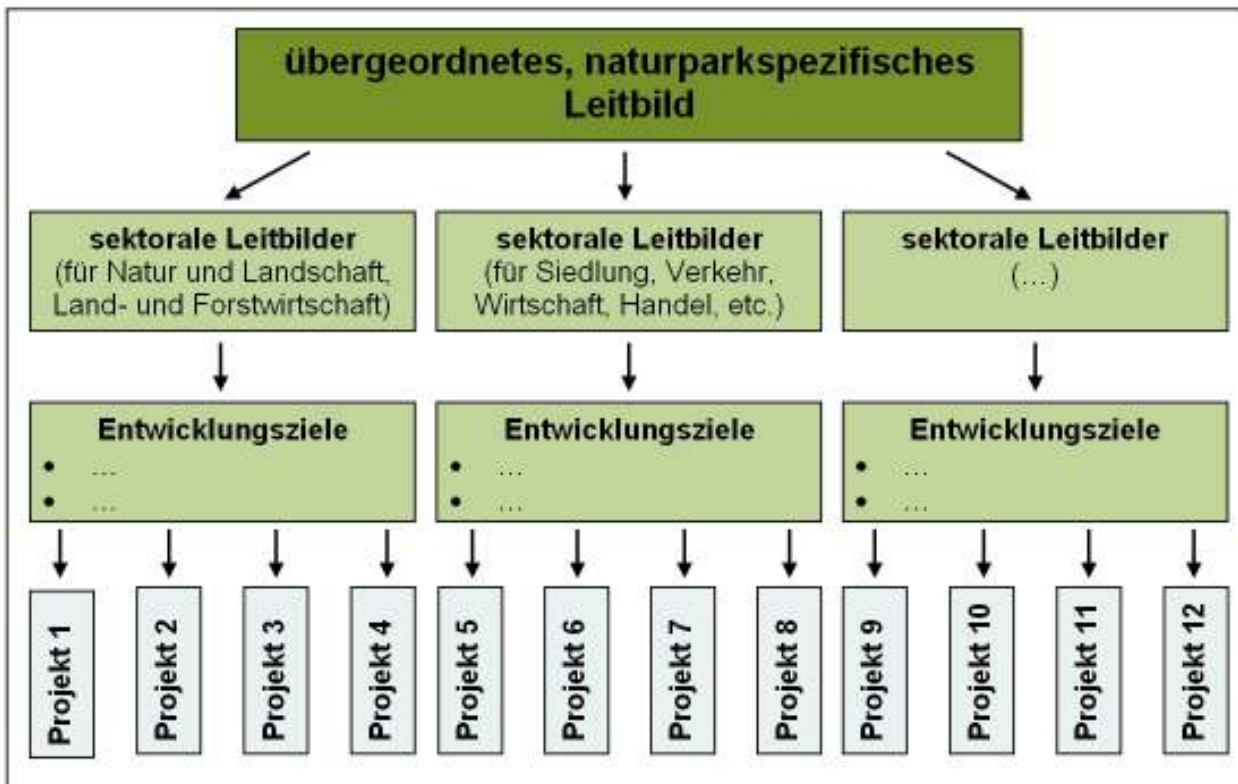 übergeordnetes, naturparkspezifisches
Leitbild
sektorale Leitbilder
(für Natur und Landschaft,
Land- und Forstwirtschaft)
sektorale Leitbilder
(für Siedlung, Verkehr,
Wirtschaft, Handel, etc.)
sektorale Leitbilder
(…)
Entwicklungsziele
• …
• …
Entwicklungsziele
• …
• …
Entwicklungsziele
• …
• …
Projekt 1
Projekt 2
Projekt 3
Projekt 4
Projekt 5
Projekt 6
Projekt 7
Projekt 8
Projekt 9
Projekt 10
Projekt 11
Projekt 12